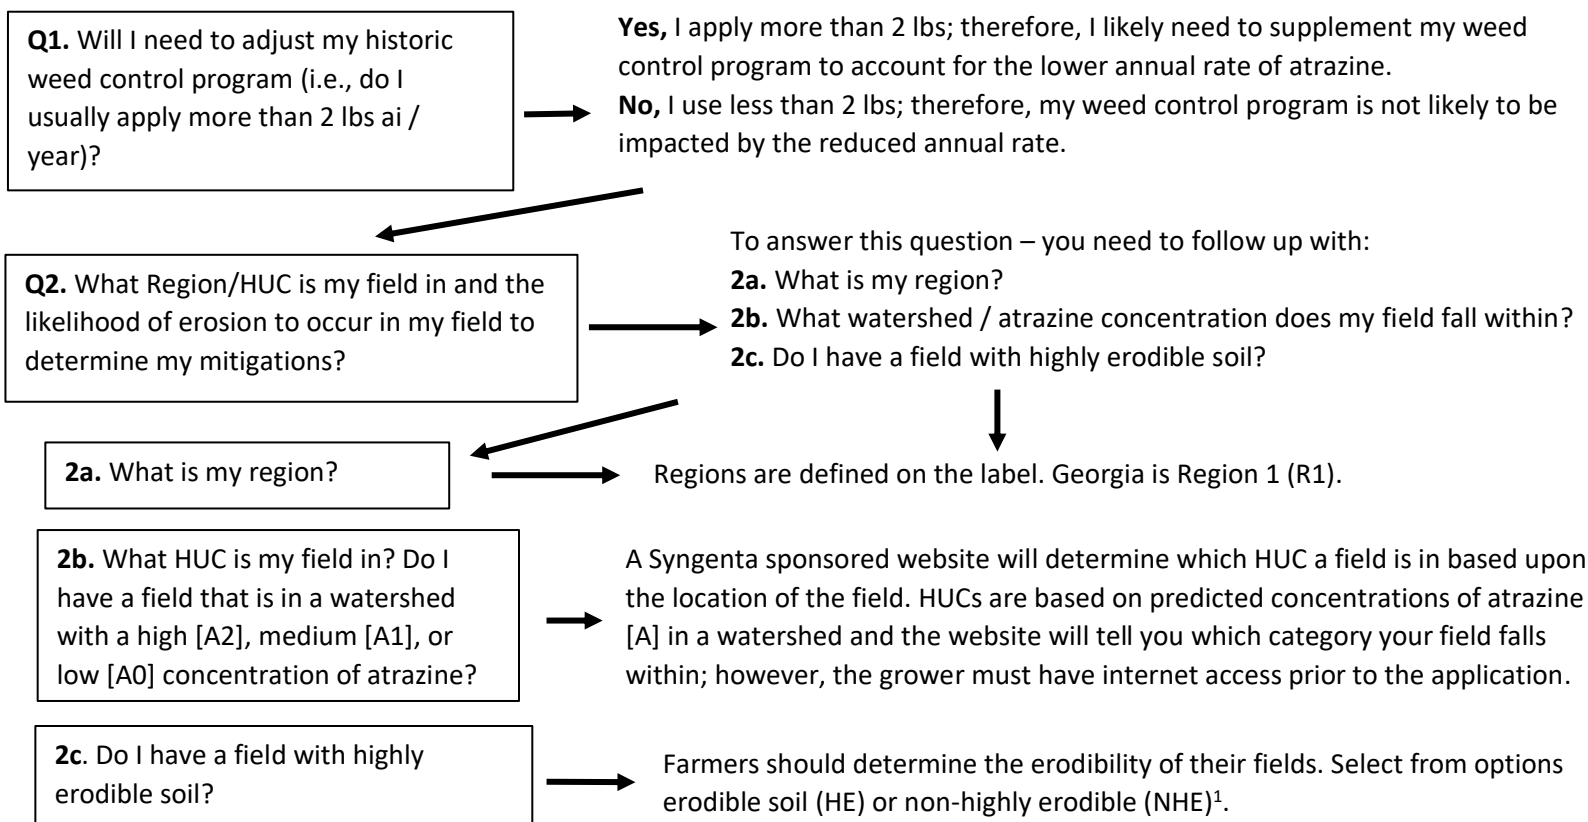 Q1. Will I need to adjust my historic
weed control program (i.e., do I
usually apply more than 2 lbs ai /
year)?
Yes, I apply more than 2 lbs; therefore, I likely need to supplement my weed
control program to account for the lower annual rate of atrazine.
No, I use less than 2 lbs; therefore, my weed control program is not likely to be
impacted by the reduced annual rate.
Q2. What Region/HUC is my field in and the
likelihood of erosion to occur in my field to
determine my mitigations?
To answer this question – you need to follow up with:
2a. What is my region?
2b. What watershed / atrazine concentration does my field fall within?
2c. Do I have a field with highly erodible soil?
2a. What is my region?
Regions are defined on the label. Georgia is Region 1 (R1).
2b. What HUC is my field in? Do I
have a field that is in a watershed
with a high [A2], medium [A1], or
low [A0] concentration of atrazine?
A Syngenta sponsored website will determine which HUC a field is in based upon
the location of the field. HUCs are based on predicted concentrations of atrazine
[A] in a watershed and the website will tell you which category your field falls
within; however, the grower must have internet access prior to the application.
2c. Do I have a field with highly
erodible soil?
Farmers should determine the erodibility of their fields. Select from options
erodible soil (HE) or non-highly erodible (NHE)¹.